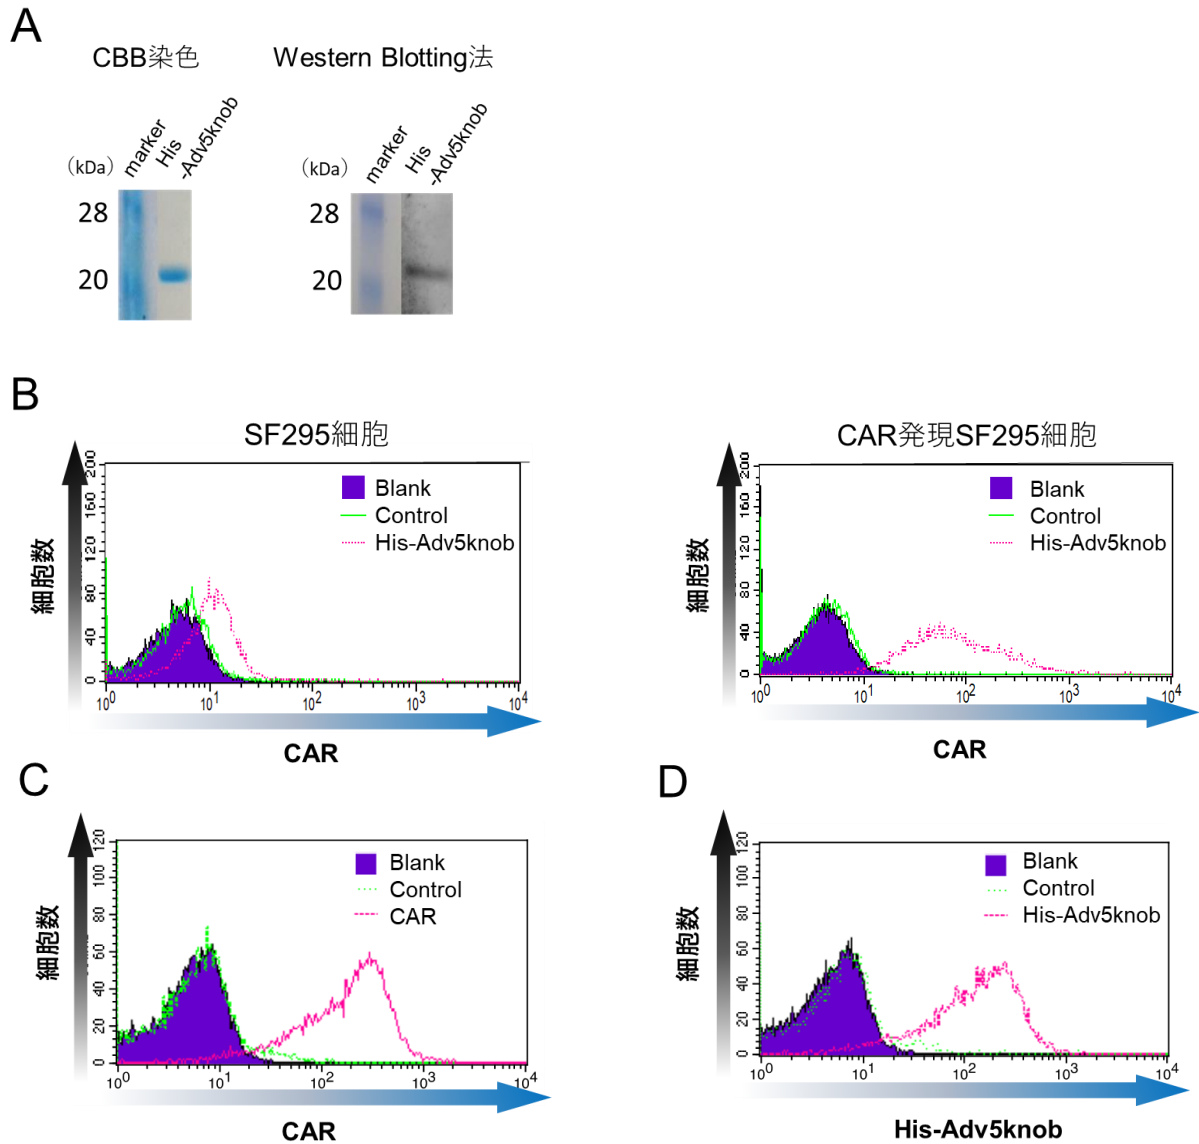 A
CBB染色
Western Blotting法
(kDa)
marker
His
-Adv5knob
28
20
(kDa)
marker
His
-Adv5knob
28
20
B
SF295細胞
細胞数
200
160
120
80
40
0
Blank
Control
His-Adv5knob
10^0 10^1 10^2 10^3 10^4
CAR
CAR発現SF295細胞
細胞数
200
160
120
80
40
0
Blank
Control
His-Adv5knob
10^0 10^1 10^2 10^3 10^4
CAR
C
細胞数
120
100
80
60
40
20
0
Blank
Control
CAR
10^0 10^1 10^2 10^3 10^4
CAR
D
細胞数
120
100
80
60
40
20
0
Blank
Control
His-Adv5knob
10^0 10^1 10^2 10^3 10^4
His-Adv5knob